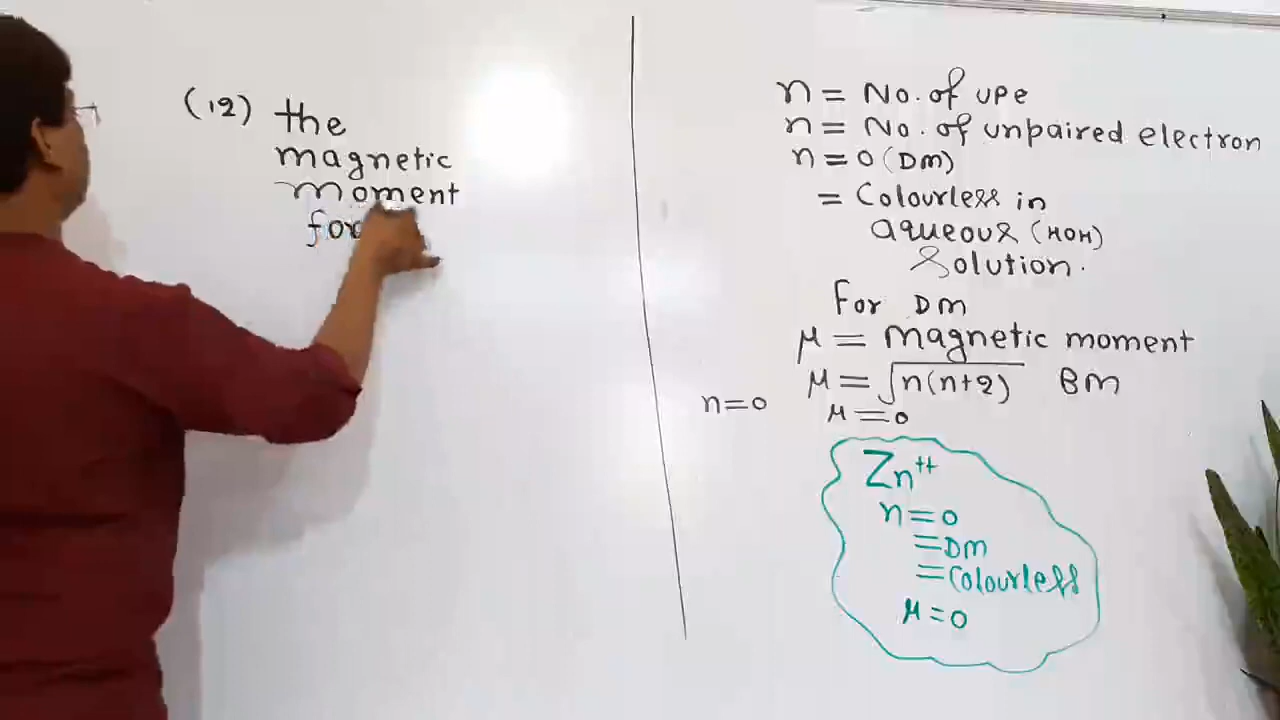 (12) the
magnetic
moment
for
n = No. of upe
n = No. of unpaired electron
n = 0 (Dm)
= Colourless in
aqueous (HOH)
Solution.
For Dm
μ = magnetic moment
μ = √n(n+2) BM
n=0 μ = 0
Zn++
n=0
=Dm
=Colourless
μ=0